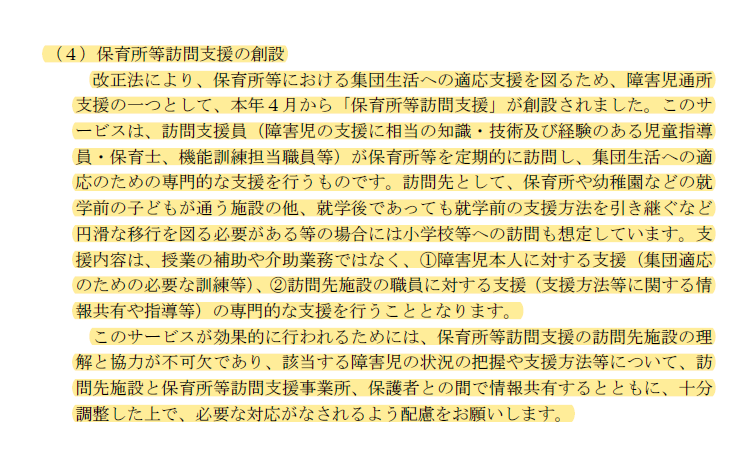 （４）保育所等訪問支援の創設
改正法により、保育所等における集団生活への適応支援を図るため、障害児通所
支援の一つとして、本年４月から「保育所等訪問支援」が創設されました。このサ
ービスは、訪問支援員（障害児の支援に相当の知識・技術及び経験のある児童指導
員・保育士、機能訓練担当職員等）が保育所等を定期的に訪問し、集団生活への適
応のための専門的な支援を行うものです。訪問先として、保育所や幼稚園などの就
学前の子どもが通う施設の他、就学後であっても就学前の支援方法を引き継ぐなど
円滑な移行を図る必要がある等の場合には小学校等への訪問も想定しています。支
援内容は、授業の補助や介助業務ではなく、①障害児本人に対する支援（集団適応
のための必要な訓練等）、②訪問先施設の職員に対する支援（支援方法等に関する情
報共有や指導等）の専門的な支援を行うこととなります。
このサービスが効果的に行われるためには、保育所等訪問支援の訪問先施設の理
解と協力が不可欠であり、該当する障害児の状況の把握や支援方法等について、訪
問先施設と保育所等訪問支援事業所、保護者との間で情報共有するとともに、十分
調整した上で、必要な対応がなされるよう配慮をお願いします。